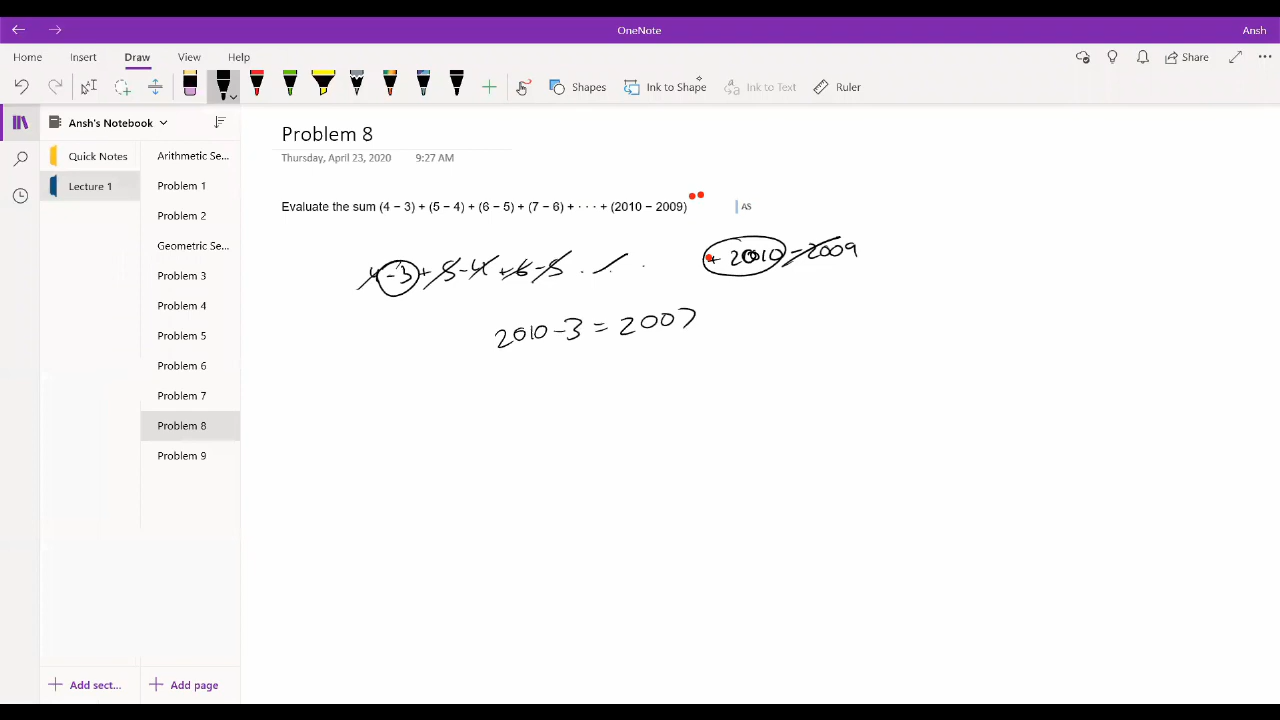 OneNote
Ansh
Home Insert Draw View Help
Share
Shapes Ink to Shape Ink to Text Ruler
Ansh's Notebook
Quick Notes
Lecture 1
Arithmetic Se...
Problem 1
Problem 2
Geometric Se...
Problem 3
Problem 4
Problem 5
Problem 6
Problem 7
Problem 8
Problem 9
Add sect...
Add page
Problem 8
Thursday, April 23, 2020 9:27 AM
Evaluate the sum (4 − 3) + (5 − 4) + (6 − 5) + (7 − 6) + · · · + (2010 − 2009)
AS
4 - 3 + 5 - 4 + 6 - 5 . . . + 2010 - 2009
2010 - 3 = 2007